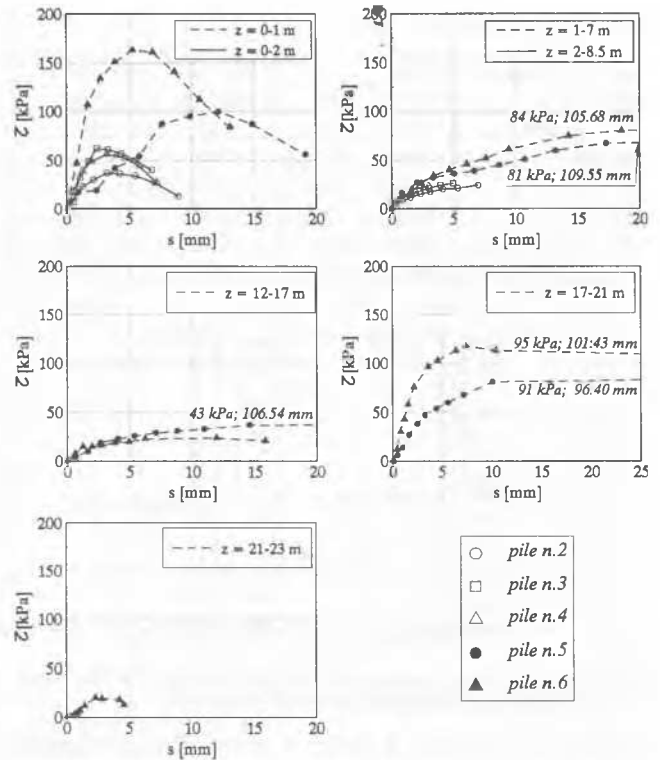 z = 0-1 m
z = 0-2 m
200
150
100
50
0
τ [kPa]
0 5 10 15 20
s [mm]
z = 1-7 m
z = 2-8.5 m
200
150
100
50
0
τ [kPa]
84 kPa; 105.68 mm
81 kPa; 109.55 mm
0 5 10 15 20
s [mm]
z = 12-17 m
200
150
100
50
0
τ [kPa]
43 kPa; 106.54 mm
0 5 10 15 20
s [mm]
z = 17-21 m
200
150
100
50
0
τ [kPa]
95 kPa; 101.43 mm
91 kPa; 96.40 mm
0 5 10 15 20 25
s [mm]
z = 21-23 m
200
150
100
50
0
τ [kPa]
0 5 10 15 20
s [mm]
pile n.2
pile n.3
pile n.4
pile n.5
pile n.6